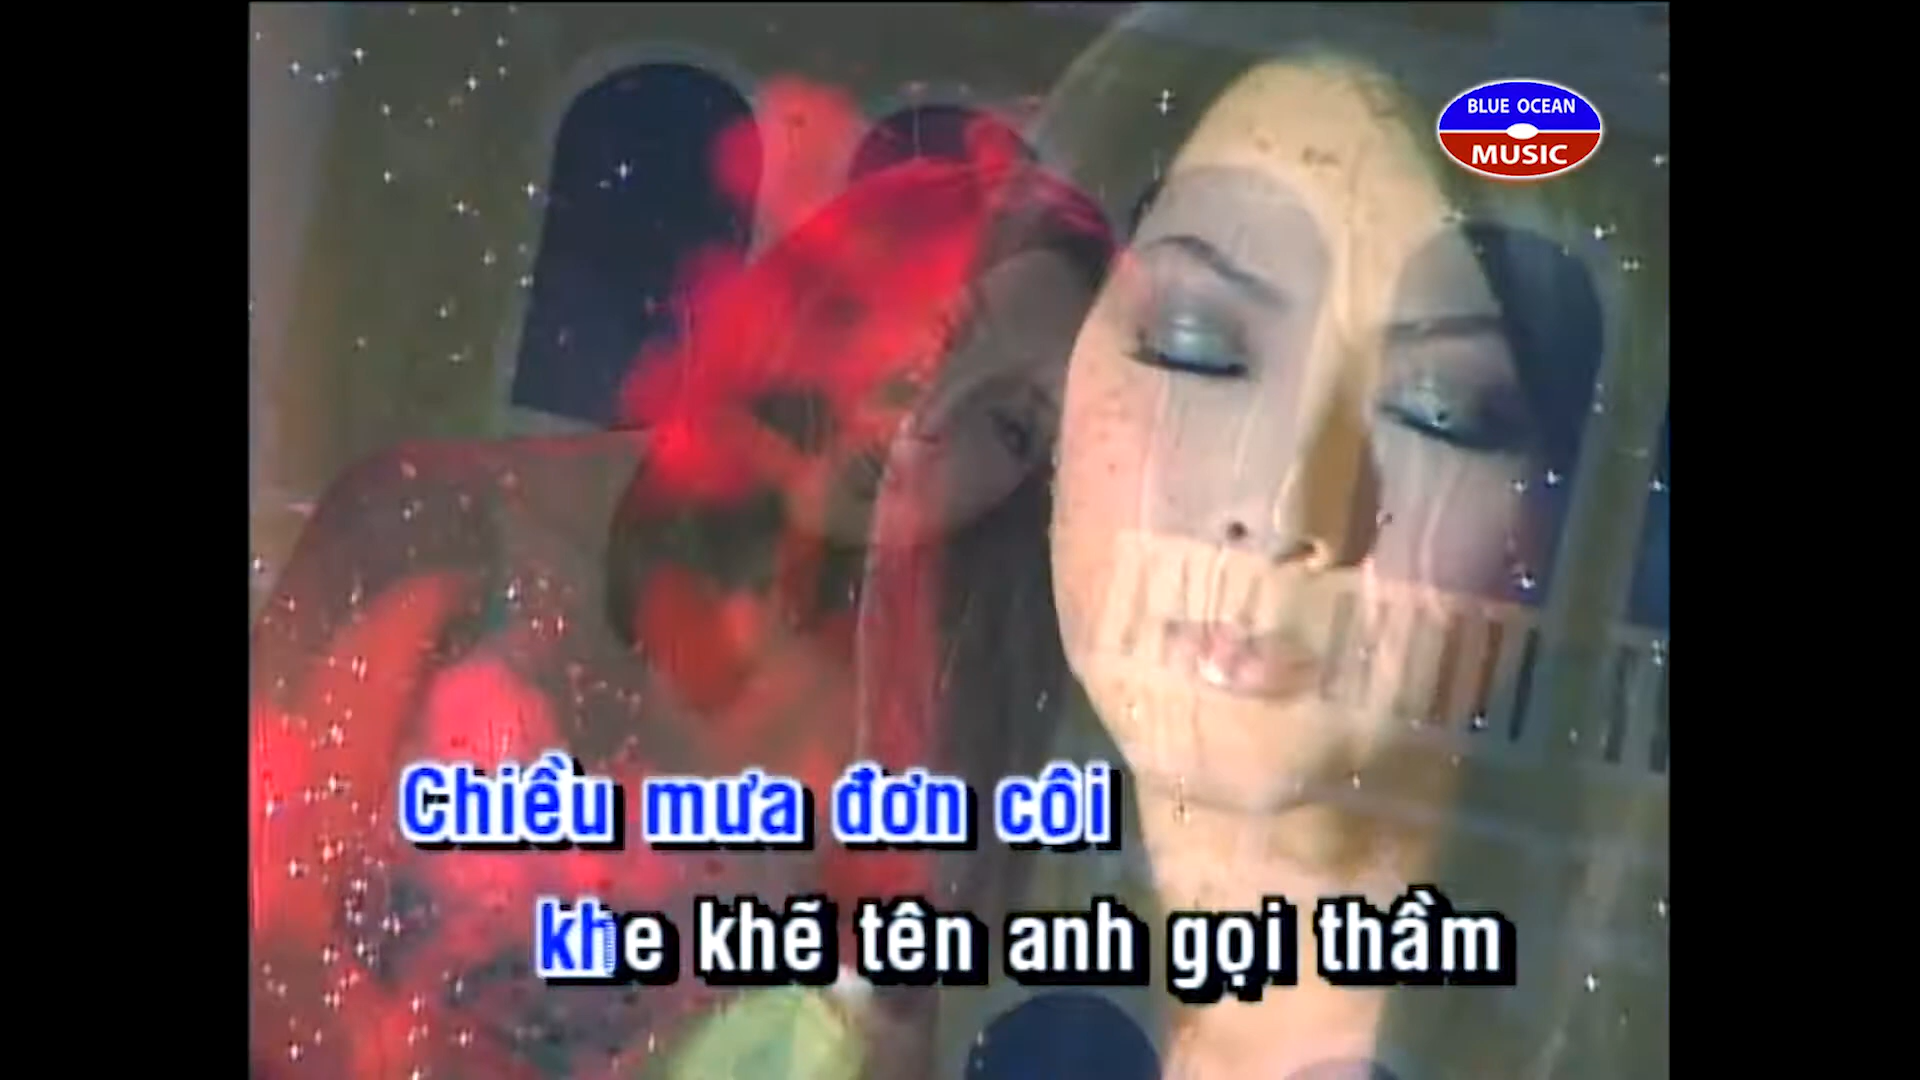 BLUE OCEAN
MUSIC
Chiều mưa đơn côi
khe khẽ tên anh gọi thầm